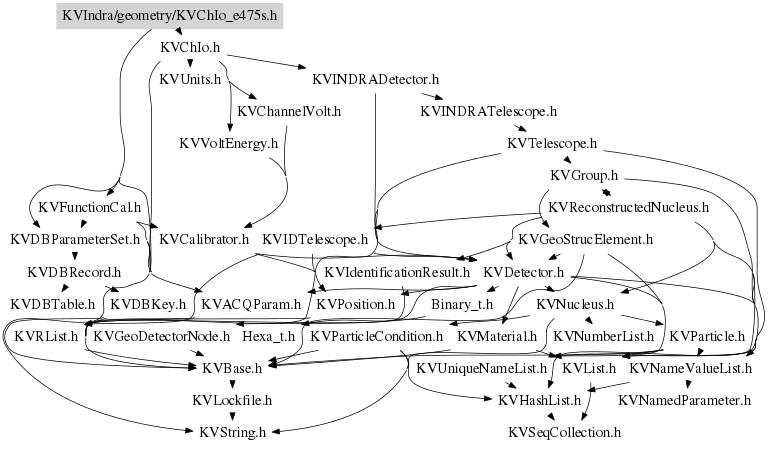 KVIndra/geometry/KVChIo_e475s.h
KVChIo.h
KVUnits.h
KVINDRADetector.h
KVChannelVolt.h
KVINDRATelescope.h
KVVoltEnergy.h
KVTelescope.h
KVGroup.h
KVFunctionCal.h
KVReconstructedNucleus.h
KVDBParameterSet.h
KVCalibrator.h
KVIDTelescope.h
KVGeoStrucElement.h
KVDBRecord.h
KVIdentificationResult.h
KVDetector.h
KVDBTable.h
KVDBKey.h
KVACQParam.h
KVPosition.h
Binary_t.h
KVNucleus.h
KVRList.h
KVGeoDetectorNode.h
Hexa_t.h
KVParticleCondition.h
KVMaterial.h
KVNumberList.h
KVParticle.h
KVBase.h
KVUniqueNameList.h
KVList.h
KVNameValueList.h
KVLockfile.h
KVHashList.h
KVNamedParameter.h
KVString.h
KVSeqCollection.h